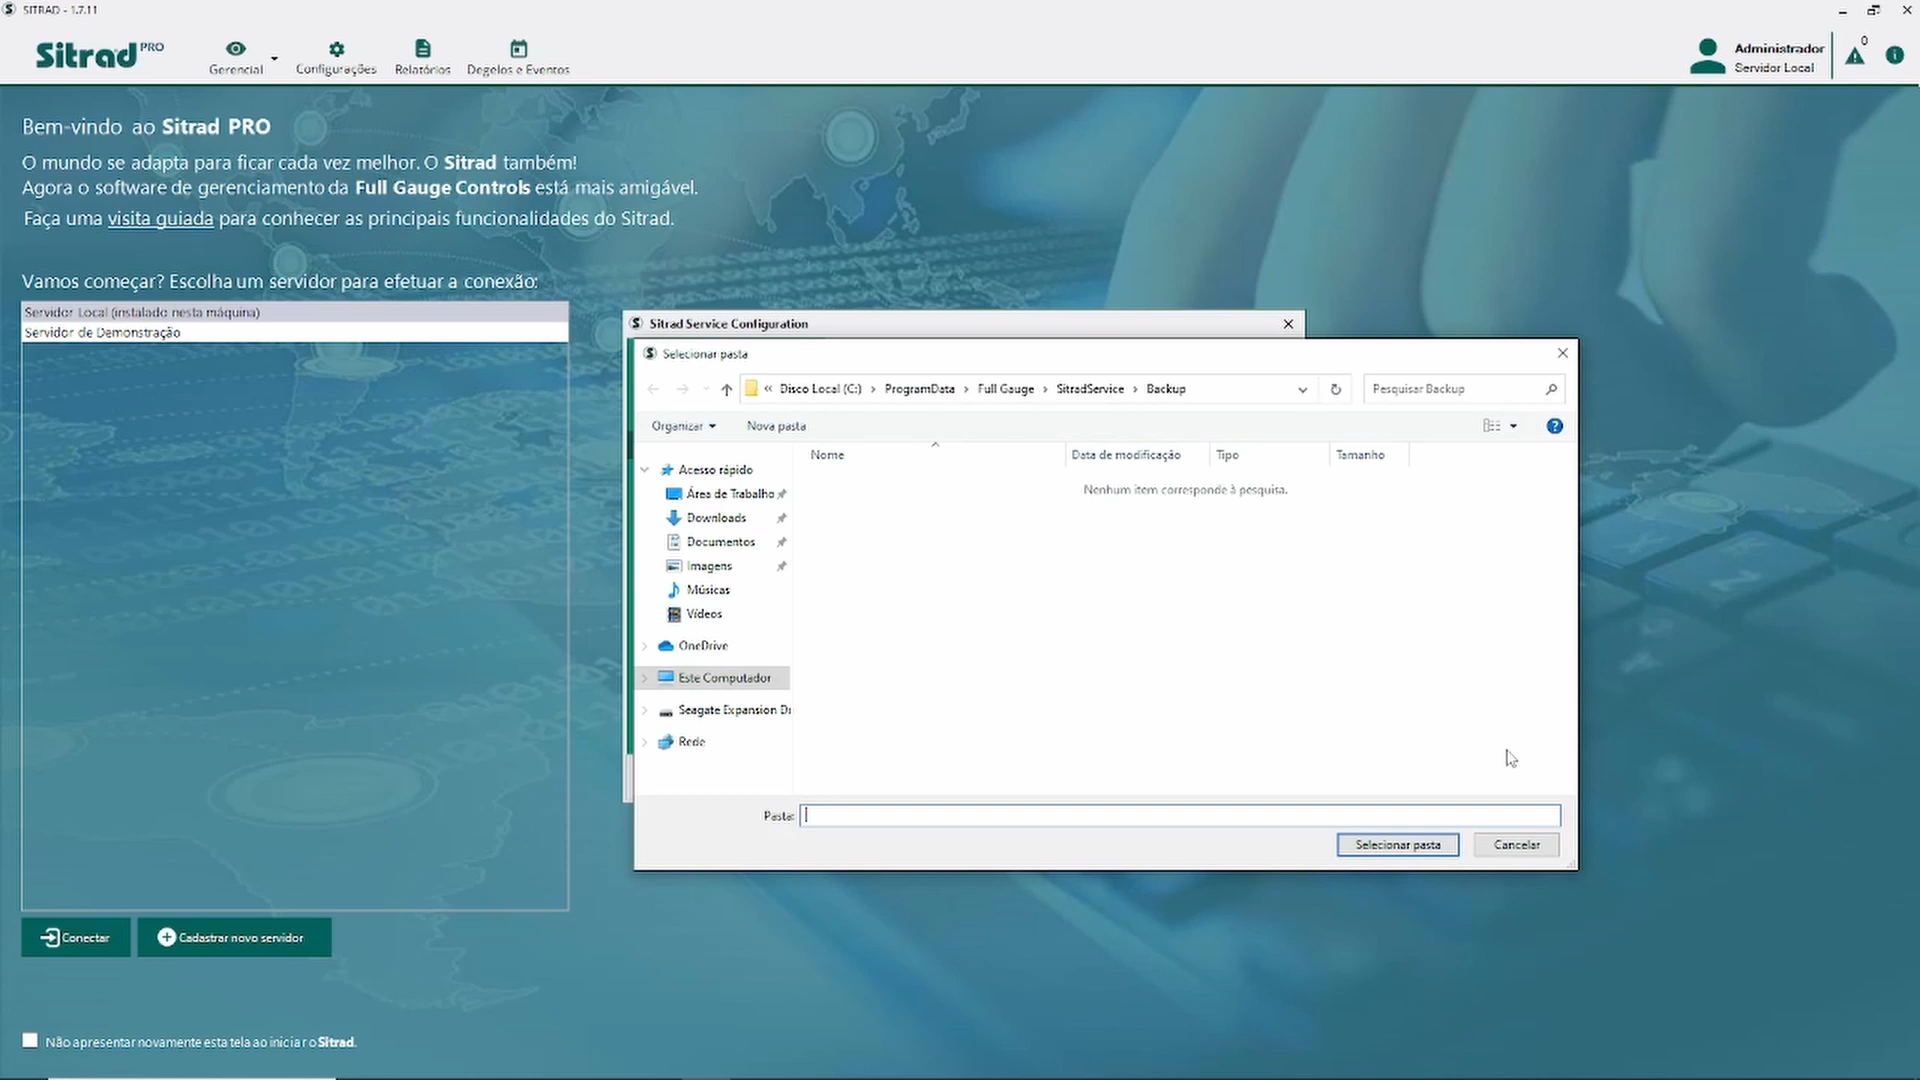 SITRAD - 1.7.11
Sitrad PRO
Gerencial
Configurações
Relatórios
Degelos e Eventos
Administrador
Servidor Local
0
Bem-vindo ao Sitrad PRO
O mundo se adapta para ficar cada vez melhor. O Sitrad também!
Agora o software de gerenciamento da Full Gauge Controls está mais amigável.
Faça uma visita guiada para conhecer as principais funcionalidades do Sitrad.
Vamos começar? Escolha um servidor para efetuar a conexão:
Servidor Local (instalado nesta máquina)
Servidor de Demonstração
Conectar
Cadastrar novo servidor
Não apresentar novamente esta tela ao iniciar o Sitrad.
Sitrad Service Configuration
Selecionar pasta
« Disco Local (C:) › ProgramData › Full Gauge › SitradService › Backup
Pesquisar Backup
Organizar
Nova pasta
Nome
Data de modificação
Tipo
Tamanho
Nenhum item corresponde à pesquisa.
Acesso rápido
Área de Trabalho
Downloads
Documentos
Imagens
Músicas
Vídeos
OneDrive
Este Computador
Seagate Expansion Dr
Rede
Pasta:
Selecionar pasta
Cancelar